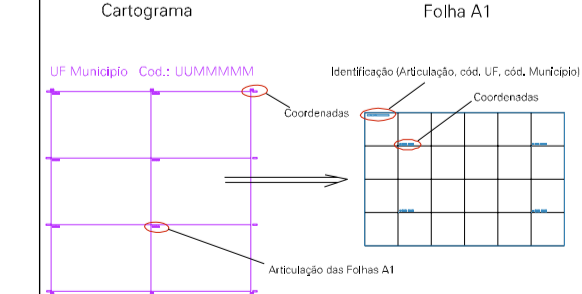 Cartograma
Folha A1
UF Município Cod.: UUMMMMM
Identificação (Articulação, cód. UF, cód. Município)
Coordenadas
Coordenadas
Articulação das Folhas A1